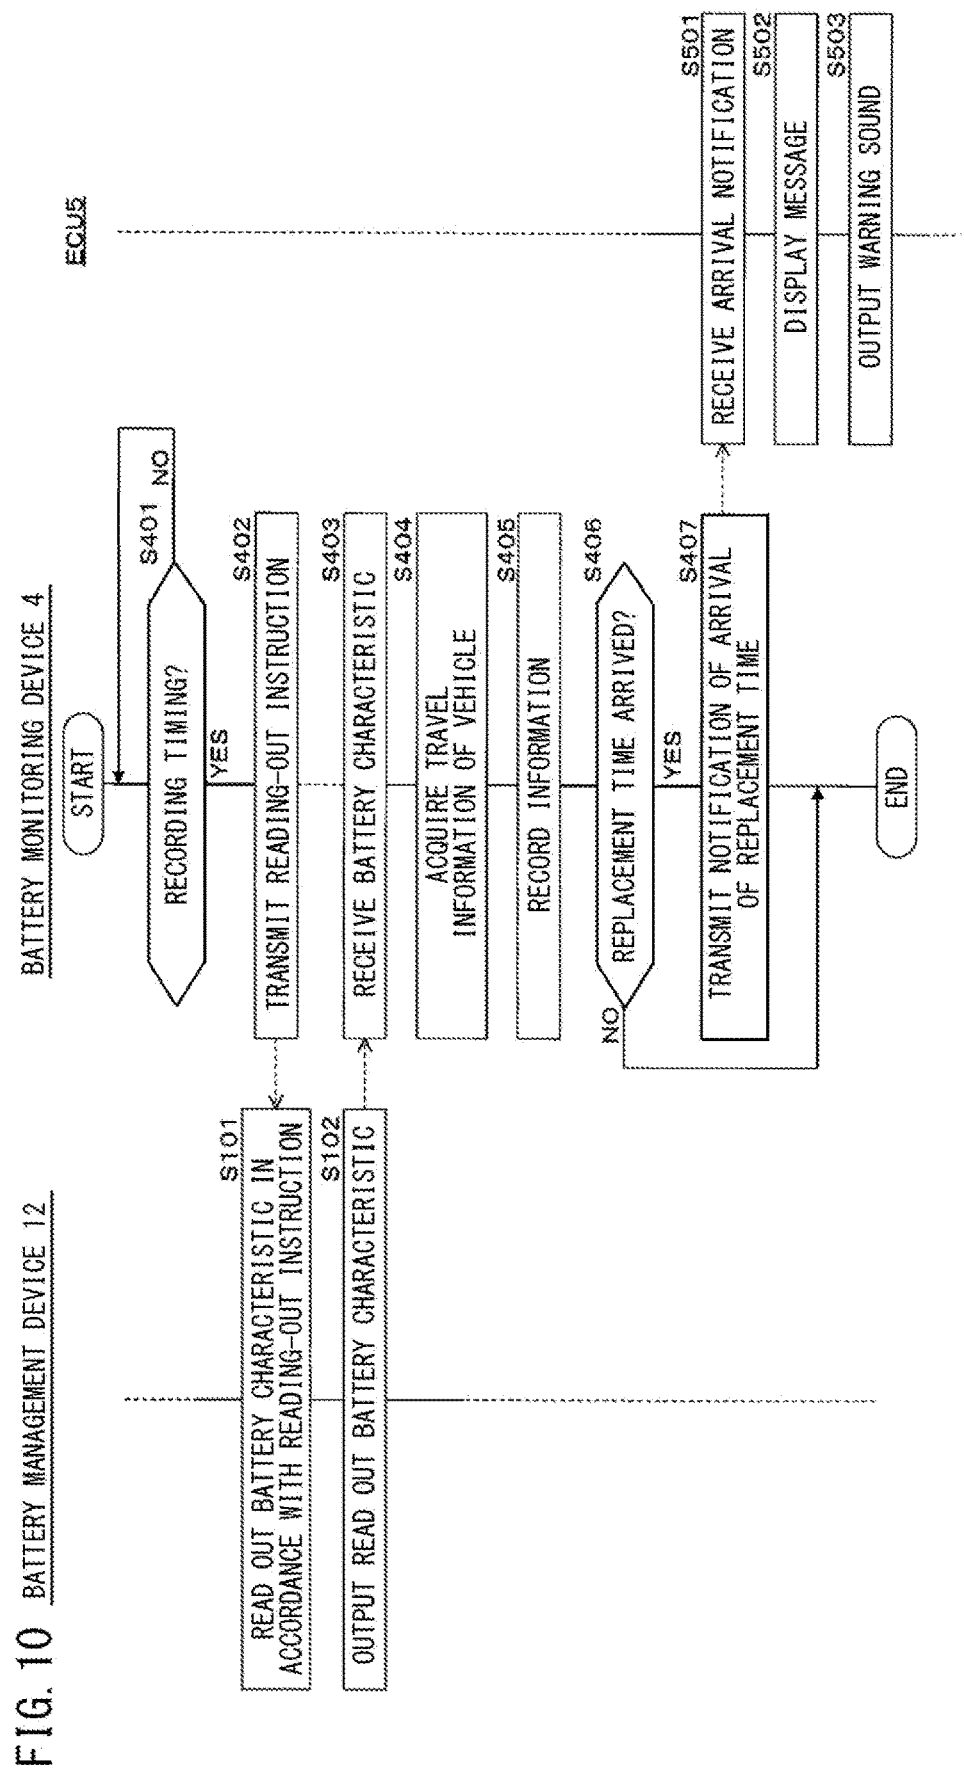 FIG. 10
BATTERY MANAGEMENT DEVICE 12
BATTERY MONITORING DEVICE 4
ECU5
START
S401
RECORDING TIMING?
NO
YES
S101
READ OUT BATTERY CHARACTERISTIC IN
ACCORDANCE WITH READING-OUT INSTRUCTION
S402
TRANSMIT READING-OUT INSTRUCTION
S102
OUTPUT READ OUT BATTERY CHARACTERISTIC
S403
RECEIVE BATTERY CHARACTERISTIC
S404
ACQUIRE TRAVEL
INFORMATION OF VEHICLE
S405
RECORD INFORMATION
S406
REPLACEMENT TIME ARRIVED?
NO
YES
S407
TRANSMIT NOTIFICATION OF ARRIVAL
OF REPLACEMENT TIME
S501
RECEIVE ARRIVAL NOTIFICATION
S502
DISPLAY MESSAGE
S503
OUTPUT WARNING SOUND
END